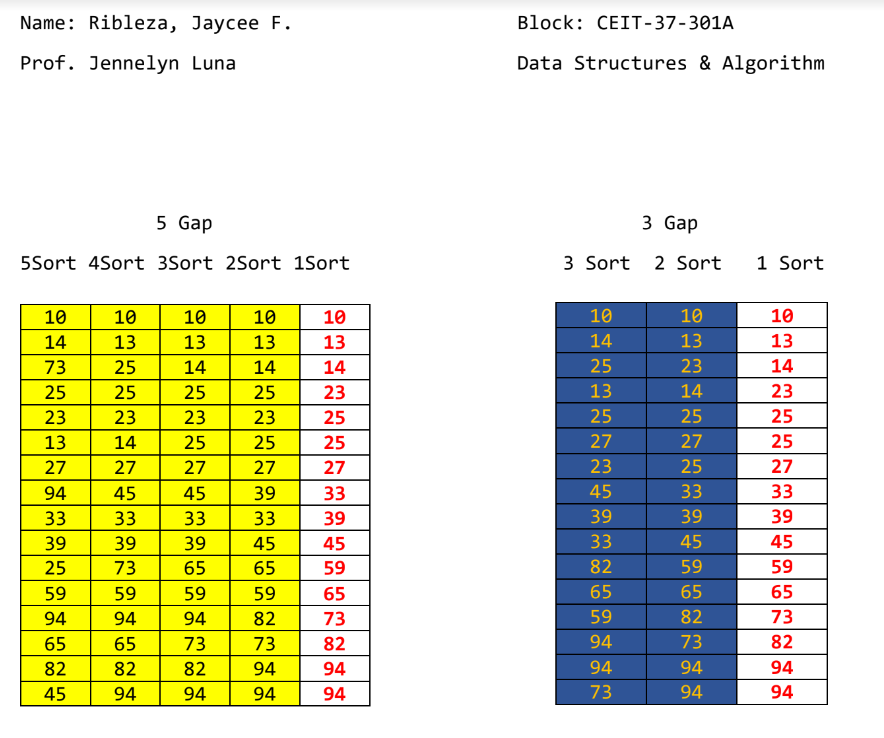 Name: Ribleza, Jaycee F. Block: CEIT-37-301A
Prof. Jennelyn Luna Data Structures & Algorithm
5 Gap 3 Gap
5Sort 4Sort 3Sort 2Sort 1Sort 3 Sort 2 Sort 1 Sort
10 10 10 10 10 10 10 10
14 13 13 13 13 14 13 13
73 25 14 14 14 25 23 14
25 25 25 25 23 13 14 23
23 23 23 23 25 25 25 25
13 14 25 25 25 27 27 25
27 27 27 27 27 23 25 27
94 45 45 39 33 45 33 33
33 33 33 33 39 39 39 39
39 39 39 45 45 33 45 45
25 73 65 65 59 82 59 59
59 59 59 59 65 65 65 65
94 94 94 82 73 59 82 73
65 65 73 73 82 94 73 82
82 82 82 94 94 94 94 94
45 94 94 94 94 73 94 94